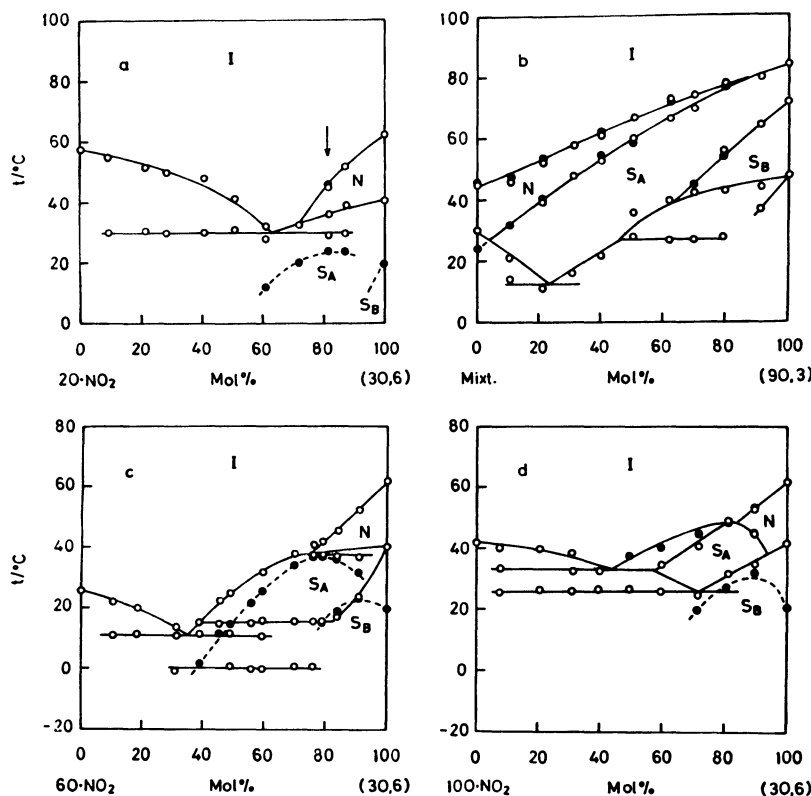 100
80
60
40
20
0
t/°C
a
I
N
S_A
S_B
0 20 40 60 80 100
20·NO₂ Mol% (30,6)
100
80
60
40
20
0
b
I
N
S_A
S_B
0 20 40 60 80 100
Mixt. Mol% (90,3)
80
60
40
20
0
-20
t/°C
c
I
N
S_A
S_B
0 20 40 60 80 100
60·NO₂ Mol% (30,6)
80
60
40
20
0
-20
d
I
N
S_A
S_B
0 20 40 60 80 100
100·NO₂ Mol% (30,6)